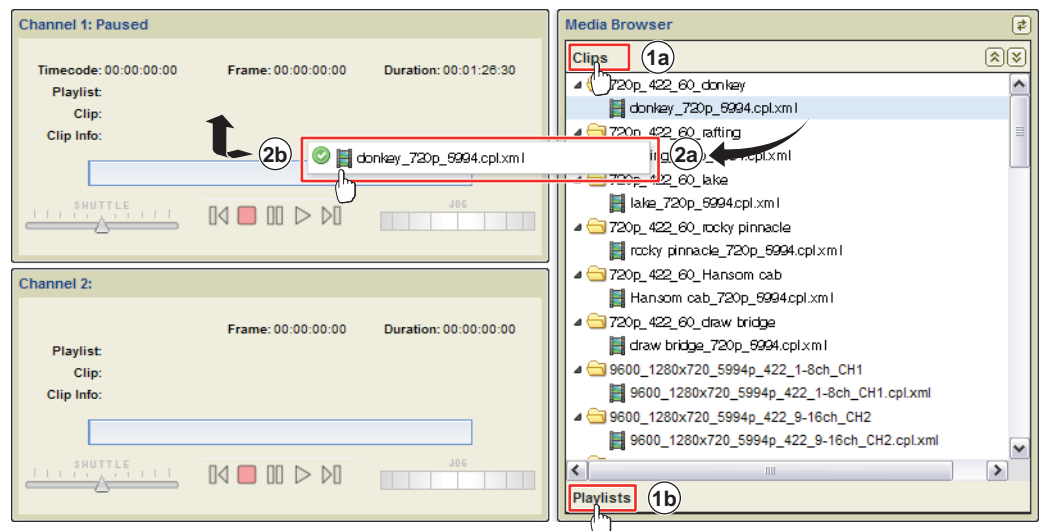 Channel 1: Paused
Timecode: 00:00:00:00 Frame: 00:00:00:00 Duration: 00:01:26:30
Playlist:
Clip:
Clip Info:
2b
donkey_720p_5994.cpl.xml
SHUTTLE
JOG
Channel 2:
Frame: 00:00:00:00 Duration: 00:00:00:00
Playlist:
Clip:
Clip Info:
SHUTTLE
JOG
Media Browser
Clips
1a
720p_422_60_donkey
donkey_720p_5994.cpl.xml
720p_422_60_rafting
2a
720p_422_60_lake
lake_720p_5994.cpl.xml
720p_422_60_rocky pinnacle
rocky pinnacle_720p_5994.cpl.xml
720p_422_60_Hansom cab
Hansom cab_720p_5994.cpl.xml
720p_422_60_draw bridge
draw bridge_720p_5994.cpl.xml
9600_1280x720_5994p_422_1-8ch_CH1
9600_1280x720_5994p_422_1-8ch_CH1.cpl.xml
9600_1280x720_5994p_422_9-16ch_CH2
9600_1280x720_5994p_422_9-16ch_CH2.cpl.xml
Playlists
1b